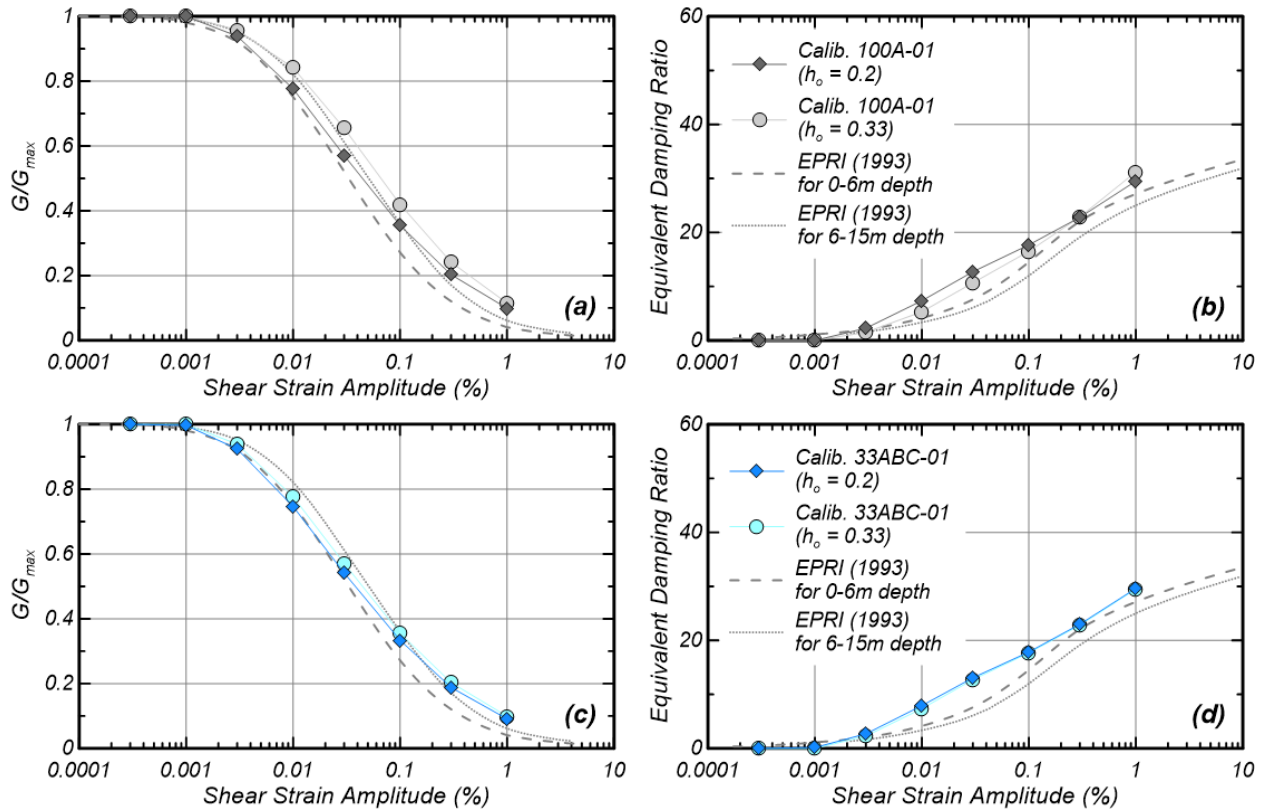 1
0.8
0.6
0.4
0.2
0
G/Gmax
0.0001 0.001 0.01 0.1 1 10
Shear Strain Amplitude (%)
(a)
60
40
20
0
Equivalent Damping Ratio
Calib. 100A-01
(ho = 0.2)
Calib. 100A-01
(ho = 0.33)
EPRI (1993)
for 0-6m depth
EPRI (1993)
for 6-15m depth
(b)
0.0001 0.001 0.01 0.1 1 10
Shear Strain Amplitude (%)
1
0.8
0.6
0.4
0.2
0
G/Gmax
(c)
0.0001 0.001 0.01 0.1 1 10
Shear Strain Amplitude (%)
60
40
20
0
Equivalent Damping Ratio
Calib. 33ABC-01
(ho = 0.2)
Calib. 33ABC-01
(ho = 0.33)
EPRI (1993)
for 0-6m depth
EPRI (1993)
for 6-15m depth
(d)
0.0001 0.001 0.01 0.1 1 10
Shear Strain Amplitude (%)